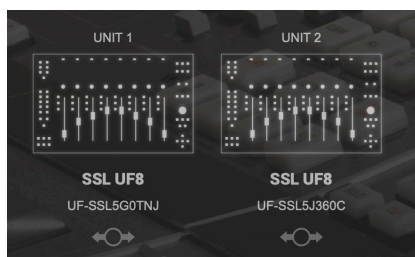 UNIT 1
UNIT 2
SSL UF8
SSL UF8
UF-SSL5G0TNJ
UF-SSL5J360C